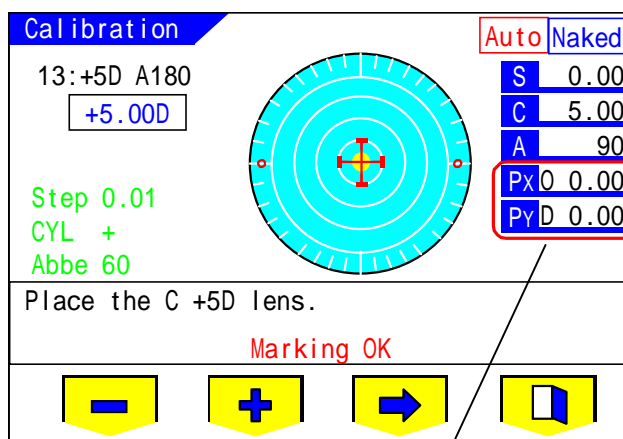 Calibration
Auto Naked
13:+5D A180
+5.00D
S 0.00
C 5.00
A 90
Px O 0.00
PY D 0.00
Step 0.01
CYL +
Abbe 60
Place the C +5D lens.
Marking OK